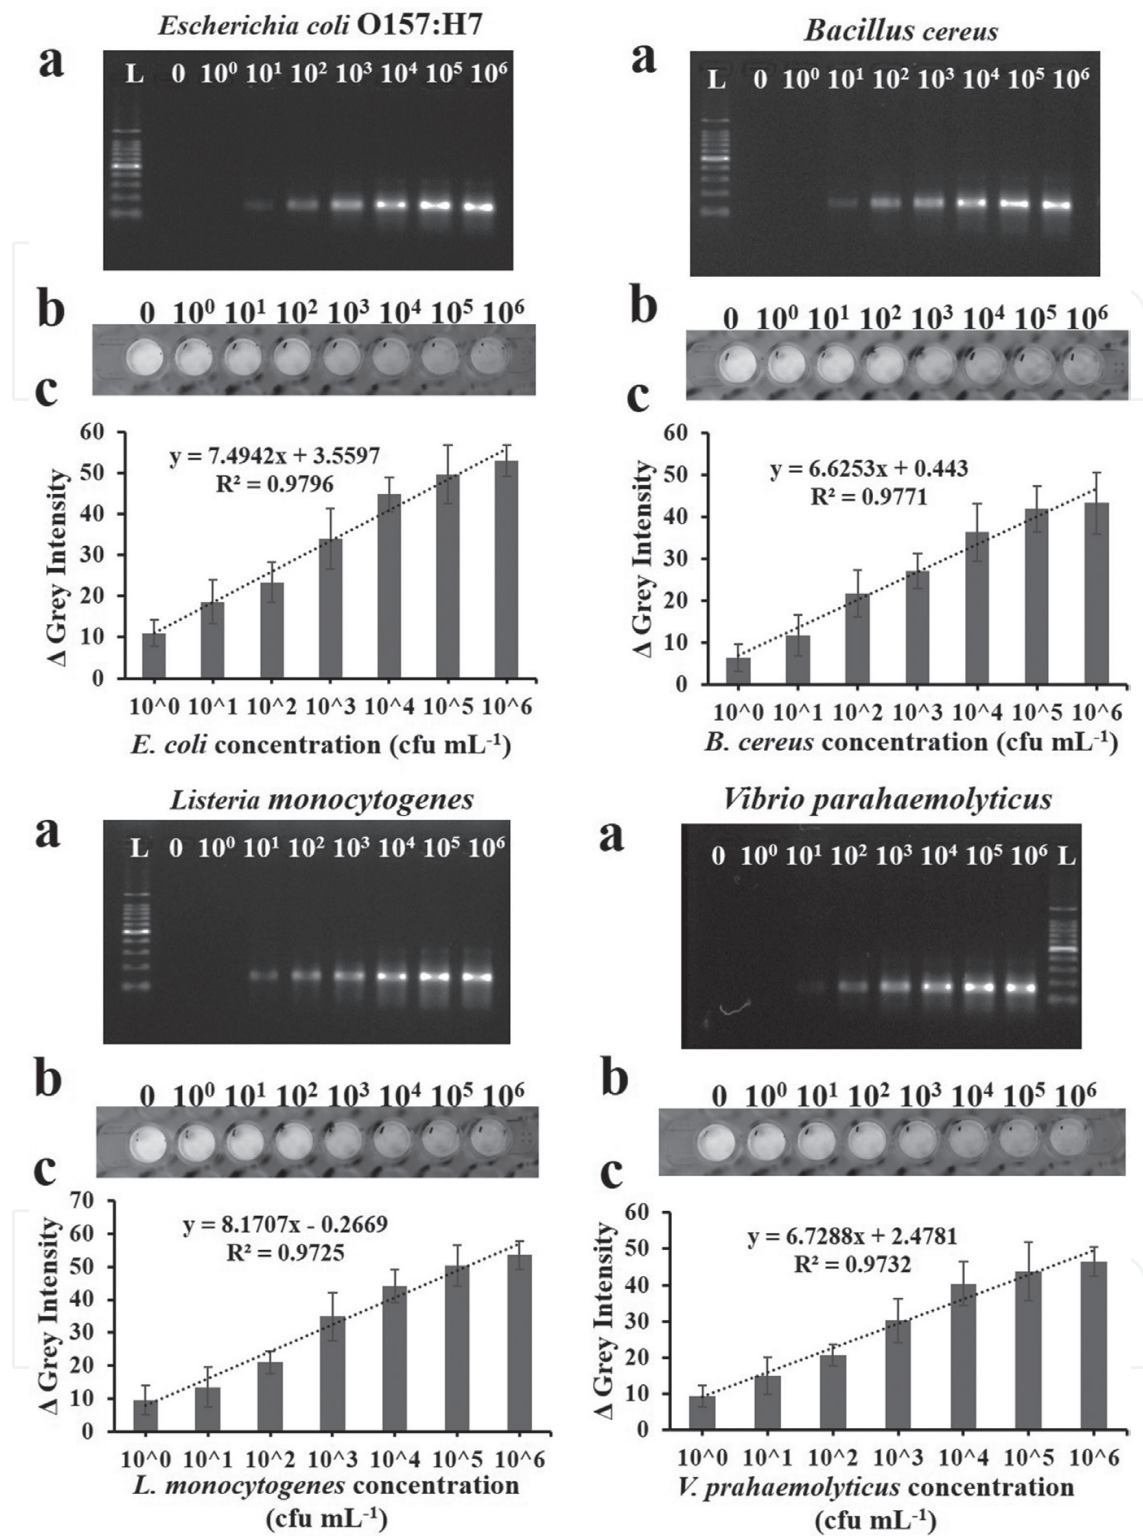 Escherichia coli O157:H7
a
L 0 10⁰ 10¹ 10² 10³ 10⁴ 10⁵ 10⁶
b
0 10⁰ 10¹ 10² 10³ 10⁴ 10⁵ 10⁶
c
60
50
40
30
20
10
0
Δ Grey Intensity
y = 7.4942x + 3.5597
R² = 0.9796
10^0 10^1 10^2 10^3 10^4 10^5 10^6
E. coli concentration (cfu mL⁻¹)
Bacillus cereus
a
L 0 10⁰ 10¹ 10² 10³ 10⁴ 10⁵ 10⁶
b
0 10⁰ 10¹ 10² 10³ 10⁴ 10⁵ 10⁶
c
60
50
40
30
20
10
0
Δ Grey Intensity
y = 6.6253x + 0.443
R² = 0.9771
10^0 10^1 10^2 10^3 10^4 10^5 10^6
B. cereus concentration (cfu mL⁻¹)
Listeria monocytogenes
a
L 0 10⁰ 10¹ 10² 10³ 10⁴ 10⁵ 10⁶
b
0 10⁰ 10¹ 10² 10³ 10⁴ 10⁵ 10⁶
c
70
60
50
40
30
20
10
0
Δ Grey Intensity
y = 8.1707x - 0.2669
R² = 0.9725
10^0 10^1 10^2 10^3 10^4 10^5 10^6
L. monocytogenes concentration
(cfu mL⁻¹)
Vibrio parahaemolyticus
a
0 10⁰ 10¹ 10² 10³ 10⁴ 10⁵ 10⁶ L
b
0 10⁰ 10¹ 10² 10³ 10⁴ 10⁵ 10⁶
c
60
50
40
30
20
10
0
Δ Grey Intensity
y = 6.7288x + 2.4781
R² = 0.9732
10^0 10^1 10^2 10^3 10^4 10^5 10^6
V. prahaemolyticus concentration
(cfu mL⁻¹)